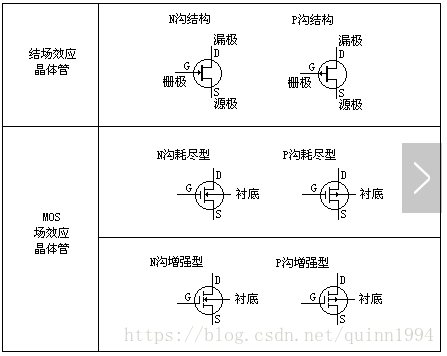 N沟结构 P沟结构
结场效应
晶体管
漏极 漏极
D D
G G
栅极 栅极
S S
源极 源极
MOS
场效应
晶体管
N沟耗尽型 P沟耗尽型
D D
G 衬底 G 衬底
S S
N沟增强型 P沟增强型
D D
G 衬底 G 衬底
S S
https://blog.csdn.net/quinn1994